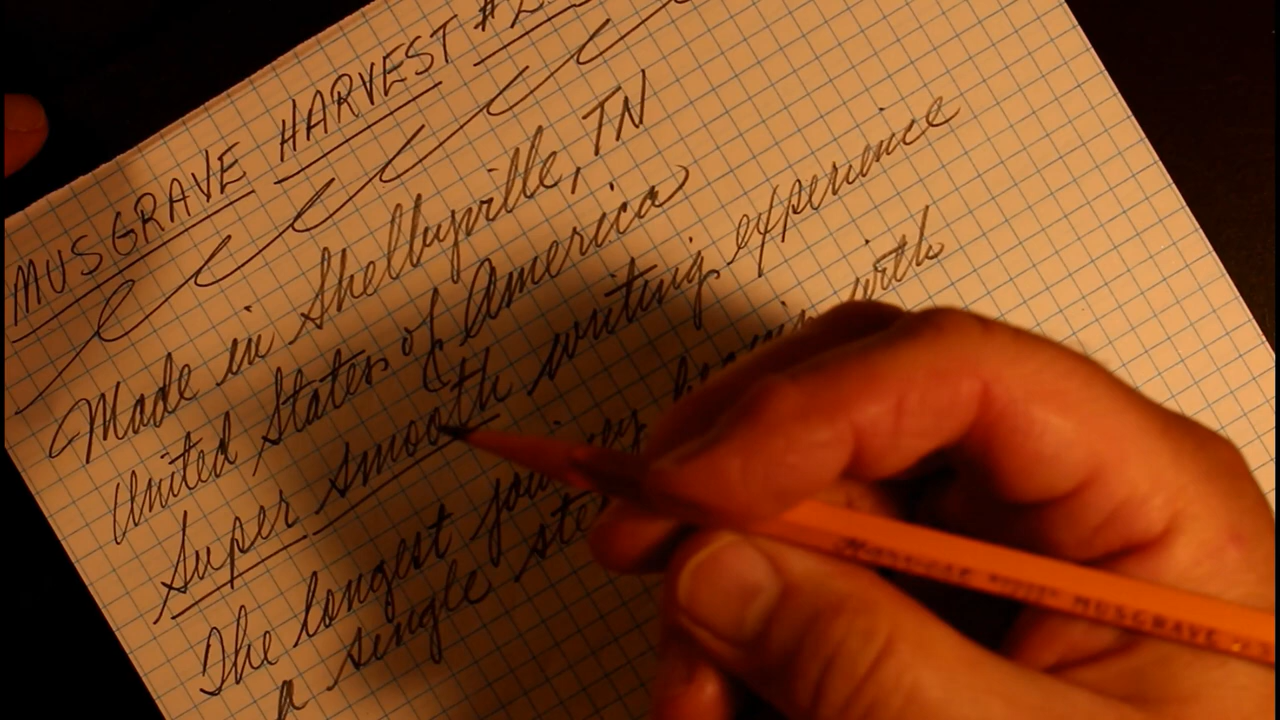 MUSGRAVE HARVEST #2
Made in Shelbyville, TN
United States of America
Super smooth writing experience
The longest journey begins with
a single step
MUSGRAVE